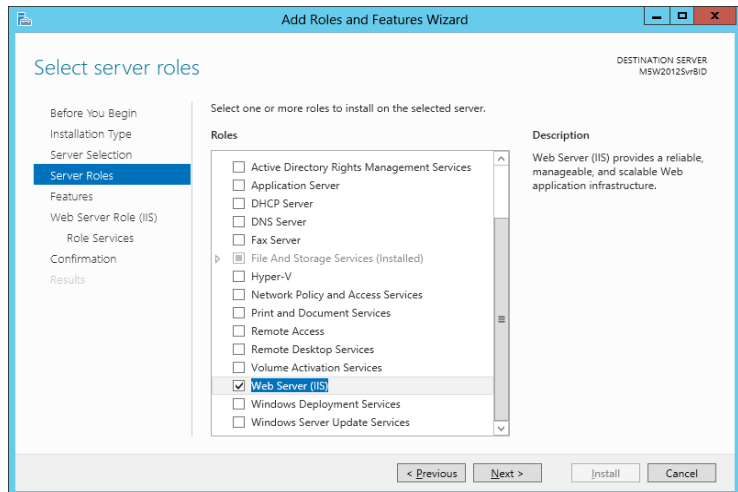 Add Roles and Features Wizard
Select server roles
DESTINATION SERVER
MSW2012SvrBID
Before You Begin
Installation Type
Server Selection
Server Roles
Features
Web Server Role (IIS)
Role Services
Confirmation
Results
Select one or more roles to install on the selected server.
Roles
Active Directory Rights Management Services
Application Server
DHCP Server
DNS Server
Fax Server
File And Storage Services (Installed)
Hyper-V
Network Policy and Access Services
Print and Document Services
Remote Access
Remote Desktop Services
Volume Activation Services
Web Server (IIS)
Windows Deployment Services
Windows Server Update Services
Description
Web Server (IIS) provides a reliable,
manageable, and scalable Web
application infrastructure.
< Previous
Next >
Install
Cancel